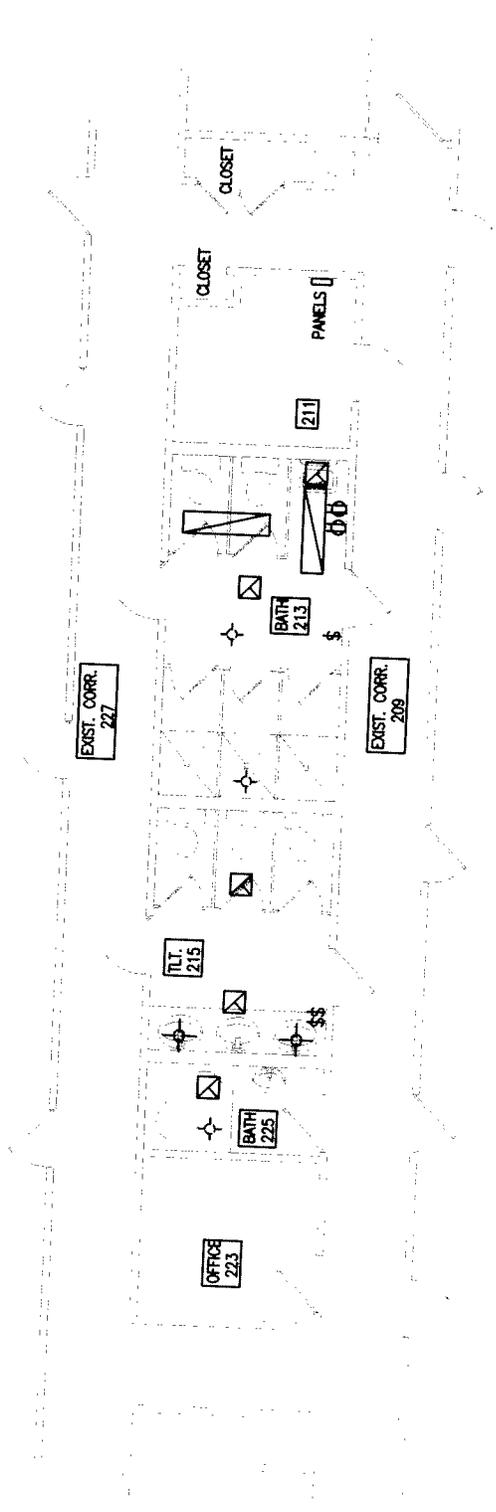 CLOSET
CLOSET
PANELS
211
BATH
213
$
EXIST. CORR.
227
EXIST. CORR.
209
TLT.
215
$$
BATH
225
OFFICE
223